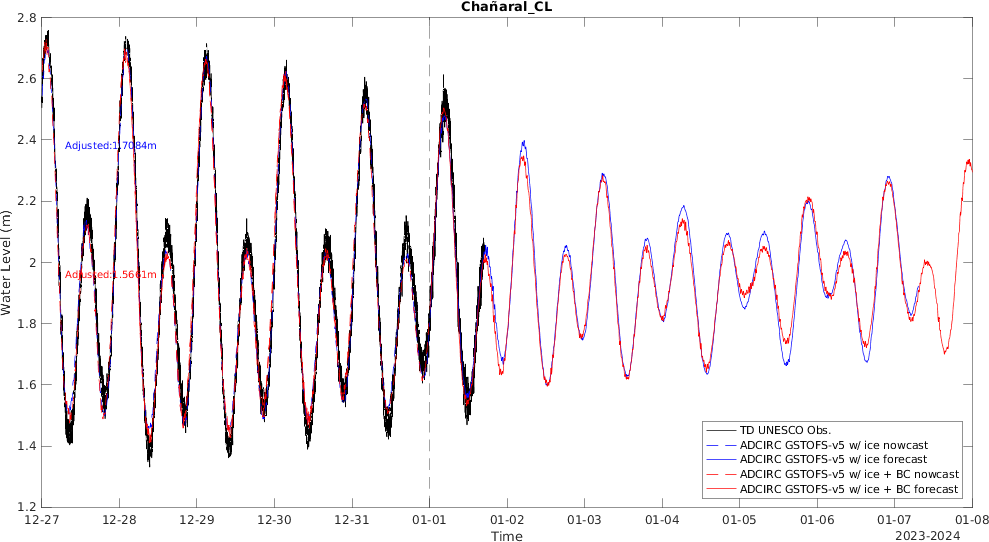 Chañaral_CL
2.8
2.6
2.4
2.2
2
1.8
1.6
1.4
1.2
Water Level (m)
Adjusted:1.7084m
Adjusted:1.5661m
TD UNESCO Obs.
ADCIRC GSTOFS-v5 w/ ice nowcast
ADCIRC GSTOFS-v5 w/ ice forecast
ADCIRC GSTOFS-v5 w/ ice + BC nowcast
ADCIRC GSTOFS-v5 w/ ice + BC forecast
12-27 12-28 12-29 12-30 12-31 01-01 01-02 01-03 01-04 01-05 01-06 01-07 01-08
Time
2023-2024